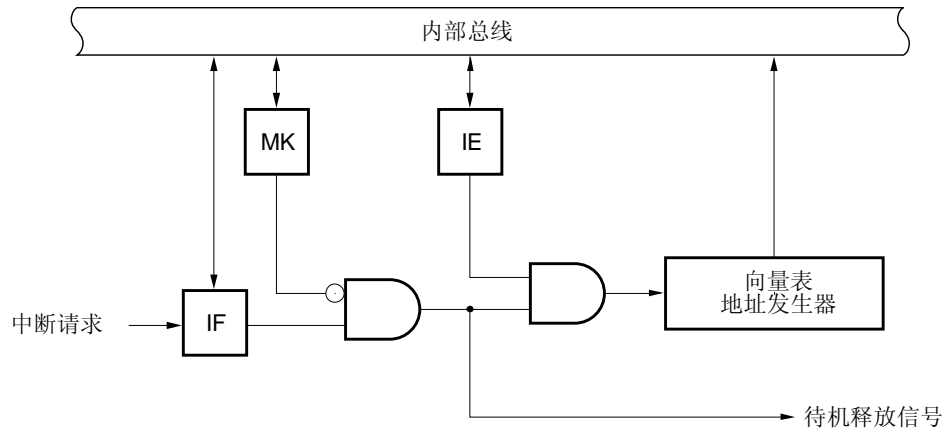 内部总线
MK
IE
向量表
地址发生器
中断请求
IF
待机释放信号